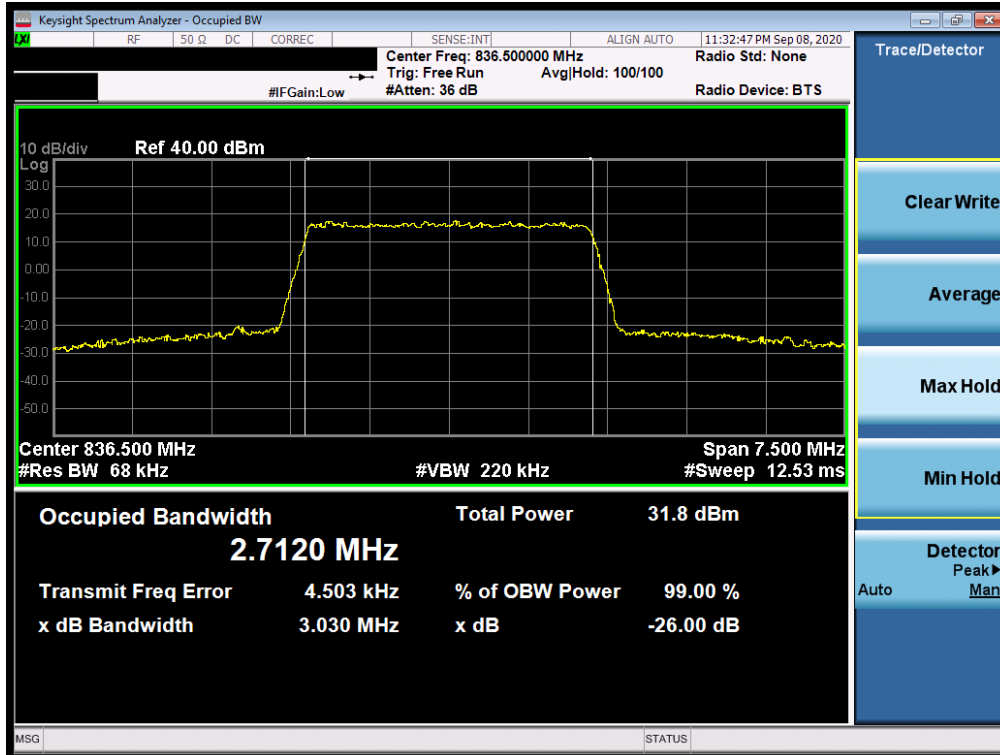 Keysight Spectrum Analyzer - Occupied BW
LXI RF 50 Ω DC CORREC SENSE:INT ALIGN AUTO 11:32:47 PM Sep 08, 2020
Center Freq: 836.500000 MHz Radio Std: None
Trig: Free Run Avg|Hold: 100/100
#IFGain:Low #Atten: 36 dB Radio Device: BTS
10 dB/div Ref 40.00 dBm
Log
30.0
20.0
10.0
0.00
-10.0
-20.0
-30.0
-40.0
-50.0
Center 836.500 MHz Span 7.500 MHz
#Res BW 68 kHz #VBW 220 kHz #Sweep 12.53 ms
Occupied Bandwidth Total Power 31.8 dBm
2.7120 MHz
Transmit Freq Error 4.503 kHz % of OBW Power 99.00 %
x dB Bandwidth 3.030 MHz x dB -26.00 dB
MSG STATUS
Trace/Detector
Clear Write
Average
Max Hold
Min Hold
Detector
Peak▶
Auto Man